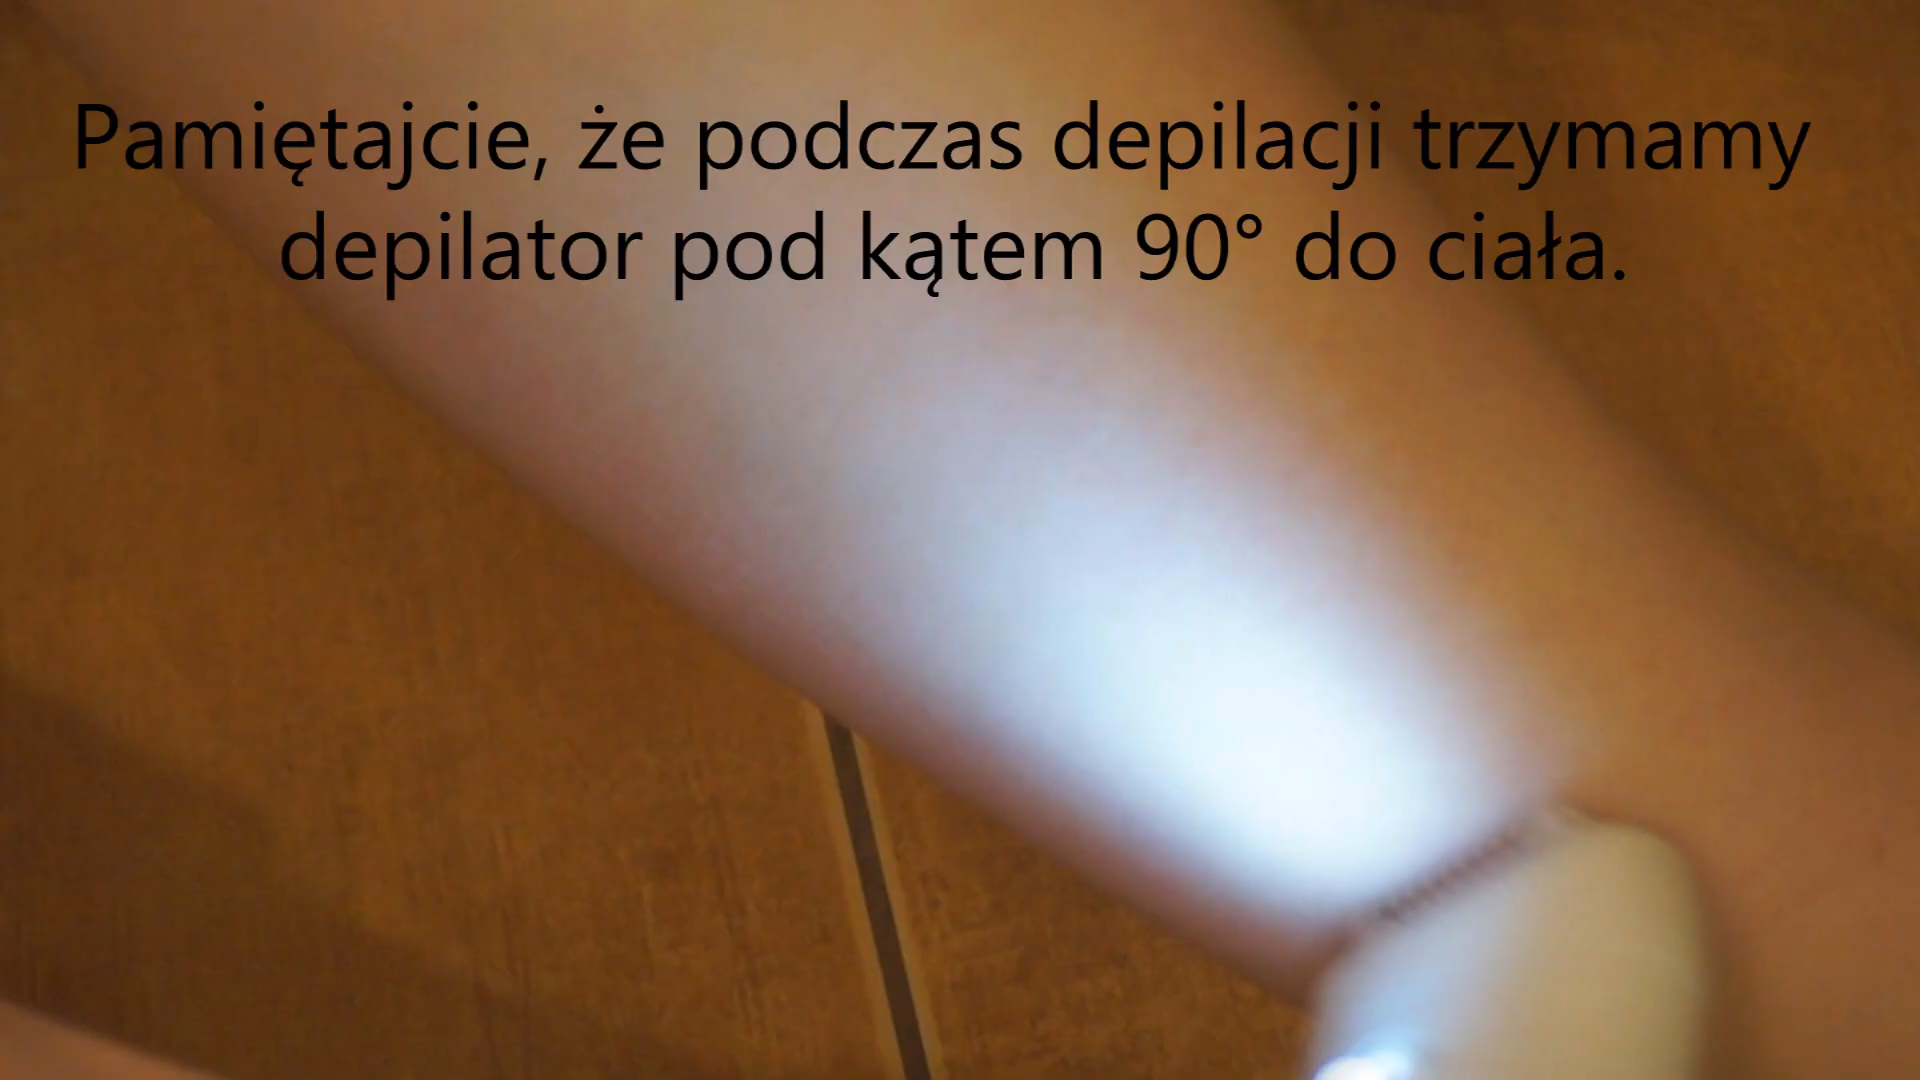 Pamiętajcie, że podczas depilacji trzymamy
depilator pod kątem 90° do ciała.